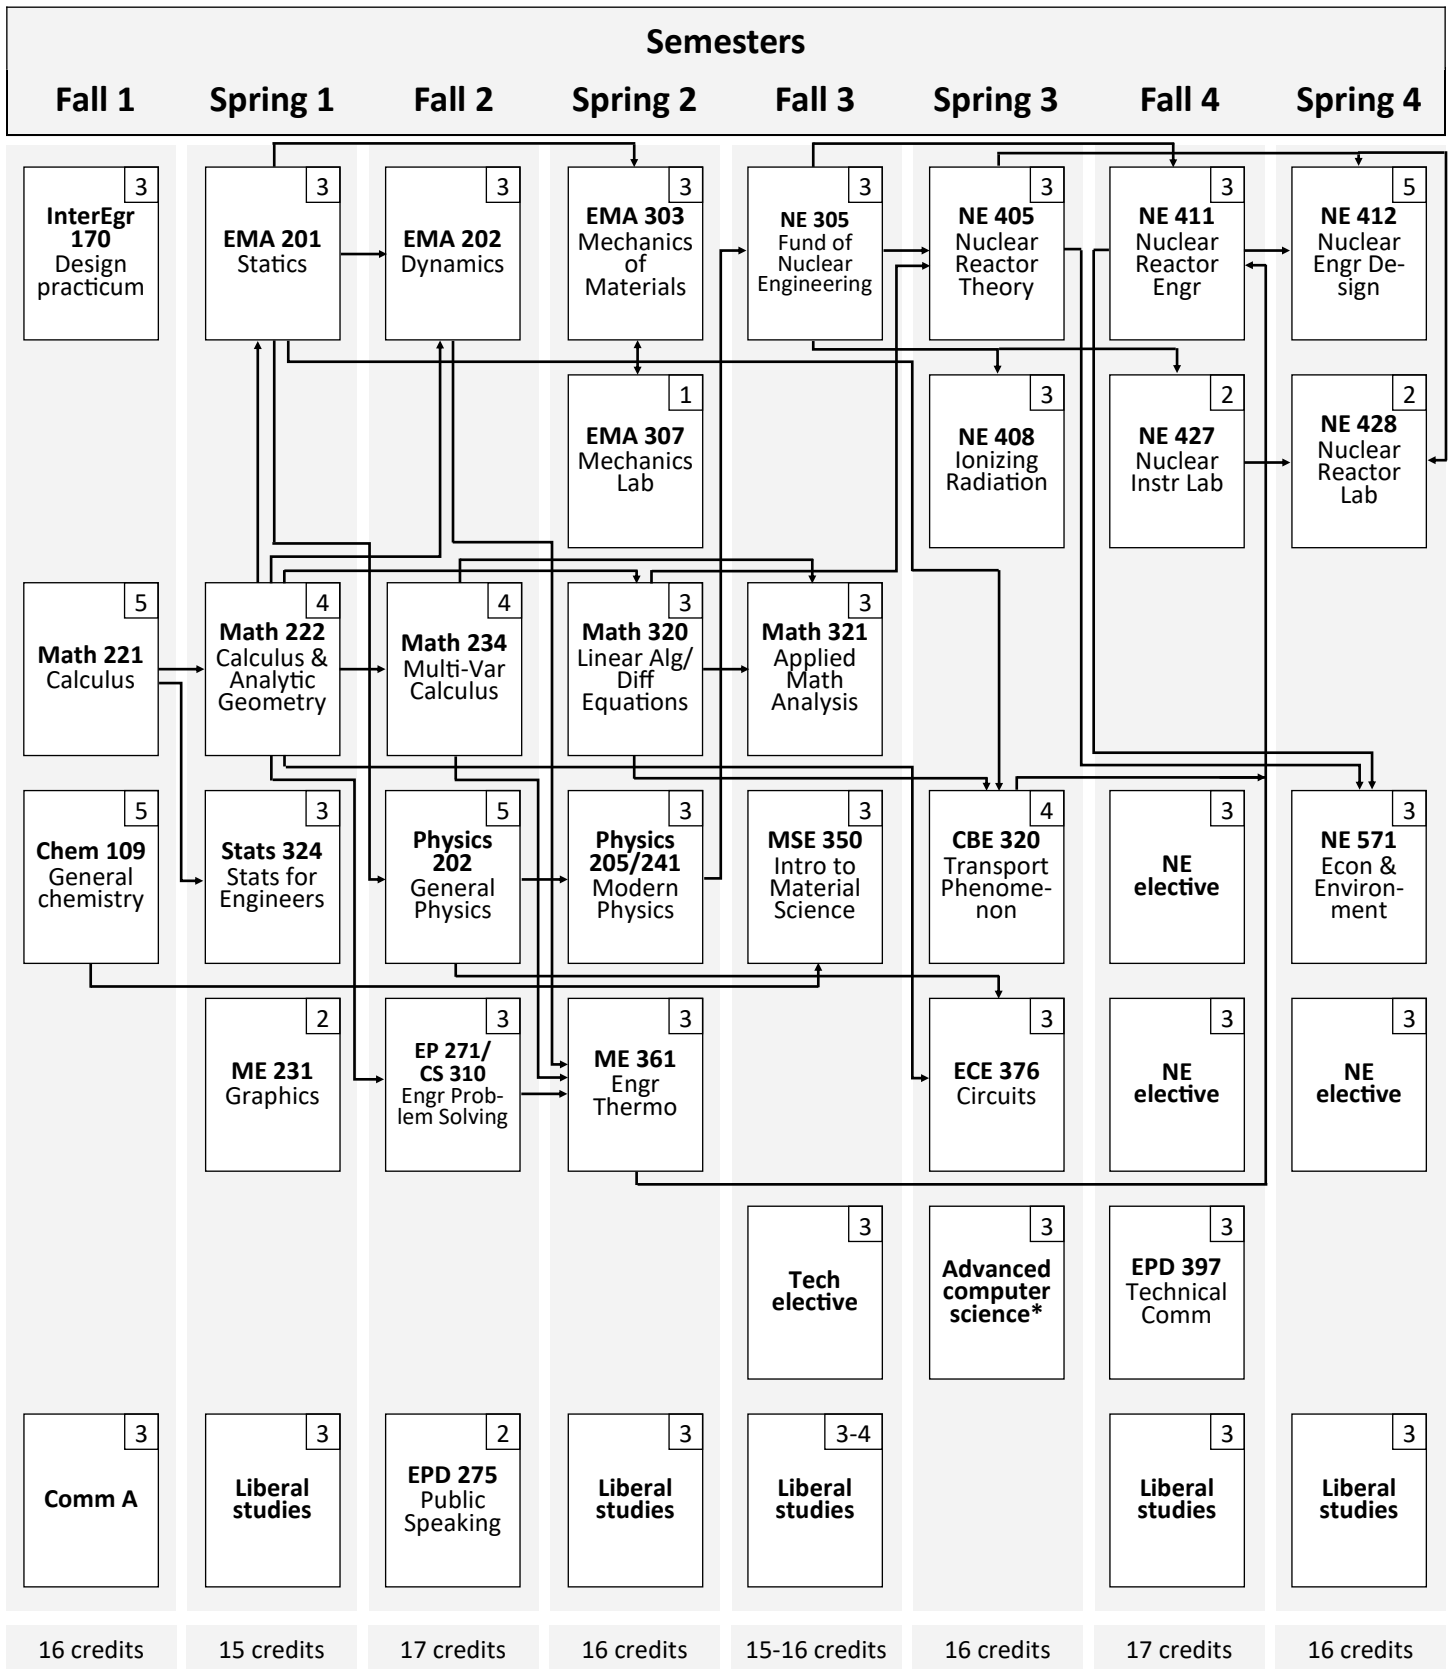 Semesters
Fall 1 Spring 1 Fall 2 Spring 2 Fall 3 Spring 3 Fall 4 Spring 4
3
InterEgr
170
Design
practicum
3
EMA 201
Statics
3
EMA 202
Dynamics
3
EMA 303
Mechanics
of
Materials
3
NE 305
Fund of
Nuclear
Engineering
3
NE 405
Nuclear
Reactor
Theory
3
NE 411
Nuclear
Reactor
Engr
5
NE 412
Nuclear
Engr De-
sign
1
EMA 307
Mechanics
Lab
3
NE 408
Ionizing
Radiation
2
NE 427
Nuclear
Instr Lab
2
NE 428
Nuclear
Reactor
Lab
5
Math 221
Calculus
4
Math 222
Calculus &
Analytic
Geometry
4
Math 234
Multi-Var
Calculus
3
Math 320
Linear Alg/
Diff
Equations
3
Math 321
Applied
Math
Analysis
5
Chem 109
General
chemistry
3
Stats 324
Stats for
Engineers
5
Physics
202
General
Physics
3
Physics
205/241
Modern
Physics
3
MSE 350
Intro to
Material
Science
4
CBE 320
Transport
Phenome-
non
3
NE
elective
3
NE 571
Econ &
Environ-
ment
2
ME 231
Graphics
3
EP 271/
CS 310
Engr Prob-
lem Solving
3
ME 361
Engr
Thermo
3
ECE 376
Circuits
3
NE
elective
3
NE
elective
3
Tech
elective
3
Advanced
computer
science*
3
EPD 397
Technical
Comm
3
Comm A
3
Liberal
studies
2
EPD 275
Public
Speaking
3
Liberal
studies
3-4
Liberal
studies
3
Liberal
studies
3
Liberal
studies
16 credits 15 credits 17 credits 16 credits 15-16 credits 16 credits 17 credits 16 credits